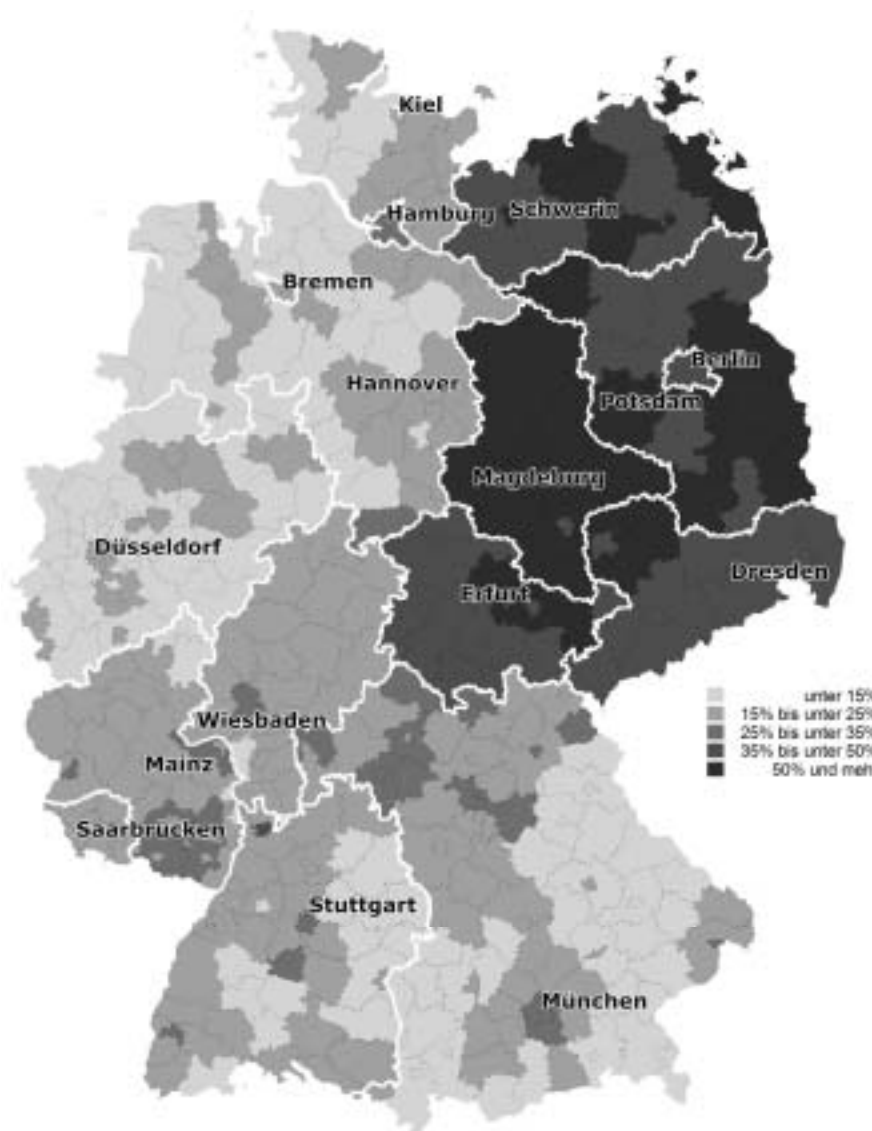 Kiel
Hamburg
Schwerin
Bremen
Berlin
Hannover
Potsdam
Magdeburg
Düsseldorf
Dresden
Erfurt
unter 15%
15% bis unter 25%
Wiesbaden
25% bis unter 35%
35% bis unter 50%
Mainz
50% und mehr
Saarbrücken
Stuttgart
München